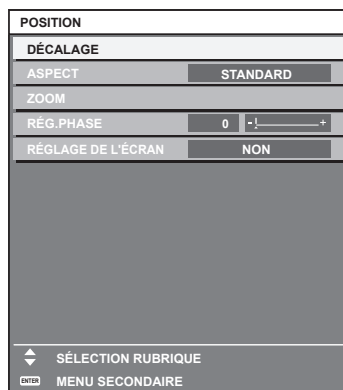 POSITION
DÉCALAGE
ASPECT STANDARD
ZOOM
RÉG.PHASE 0 - +
RÉGLAGE DE L'ÉCRAN NON
SÉLECTION RUBRIQUE
ENTER MENU SECONDAIRE